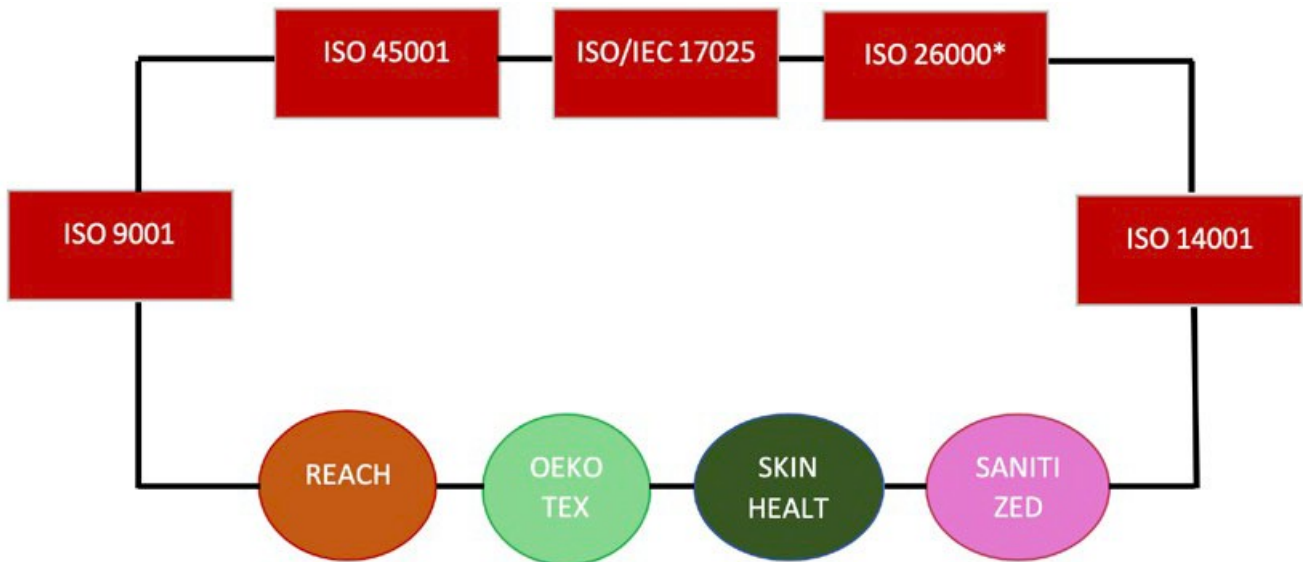 ISO 45001
ISO/IEC 17025
ISO 26000*
ISO 9001
ISO 14001
REACH
OEKO
TEX
SKIN
HEALT
SANITI
ZED